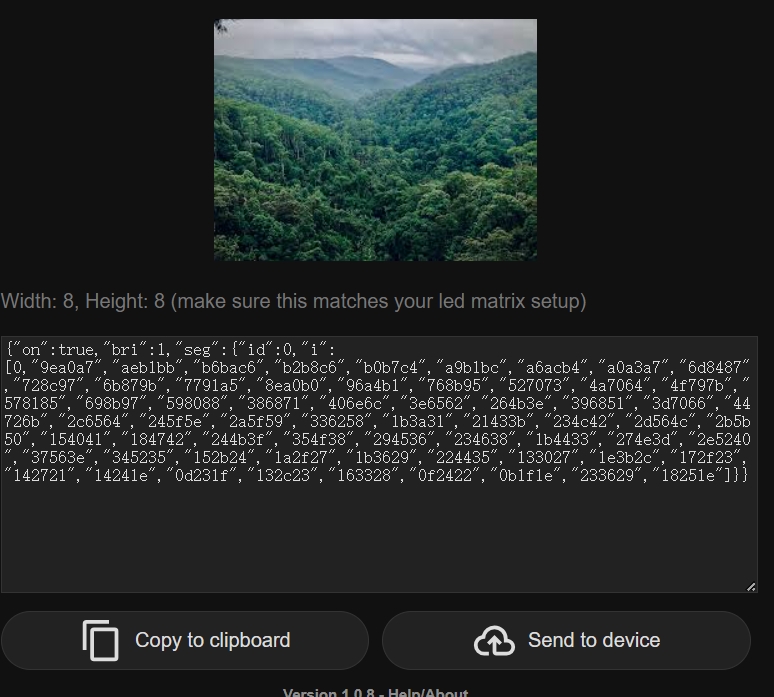 Width: 8, Height: 8 (make sure this matches your led matrix setup)
{"on":true,"bri":1,"seg":{"id":0,"i":
[0,"9ea0a7","aeb1bb","b6bac6","b2b8c6","b0b7c4","a9b1bc","a6acb4","a0a3a7","6d8487"
,"728c97","6b879b","7791a5","8ea0b0","96a4b1","768b95","527073","4a7064","4f797b","
578185","698b97","598088","386871","406e6c","3e6562","264b3e","396851","3d7066","44
726b","2c6564","245f5e","2a5f59","336258","1b3a31","21433b","234c42","2d564c","2b5b
50","154041","184742","244b3f","354f38","294536","234638","1b4433","274e3d","2e5240
","37563e","345235","152b24","1a2f27","1b3629","224435","133027","1e3b2c","172f23",
"142721","14241e","0d231f","132c23","163328","0f2422","0b1f1e","233629","18251e"]}}
Copy to clipboard
Send to device
Version 1.0.8 - Help/About